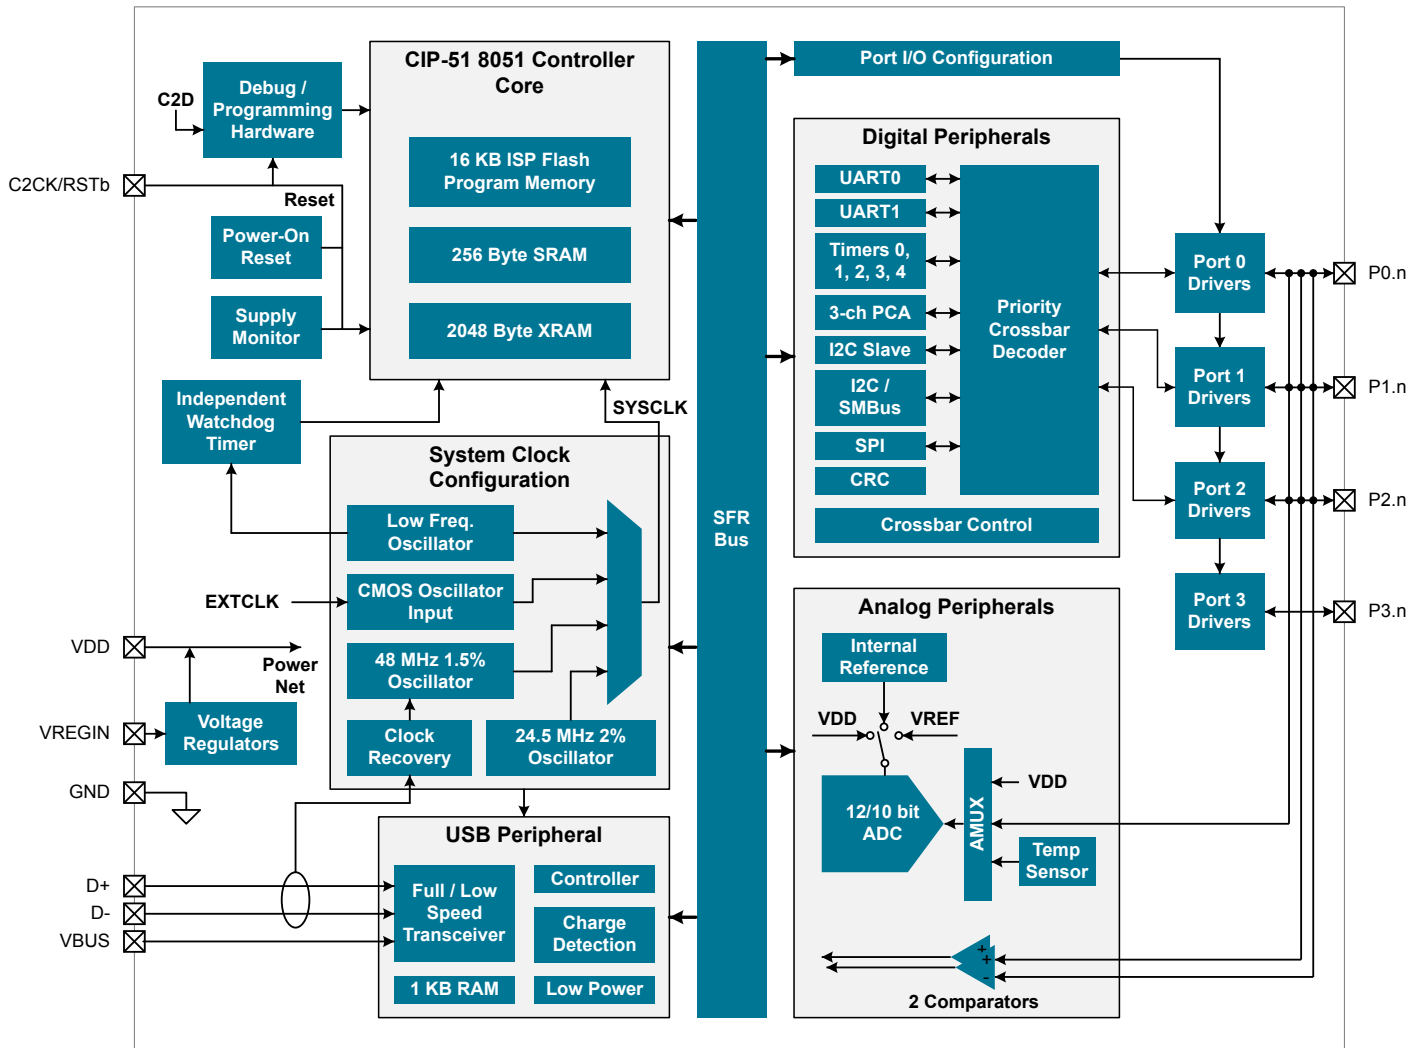 CIP-51 8051 Controller
Core
16 KB ISP Flash
Program Memory
256 Byte SRAM
2048 Byte XRAM
C2D
Debug /
Programming
Hardware
C2CK/RSTb
Reset
Power-On
Reset
Supply
Monitor
Independent
Watchdog
Timer
SYSCLK
System Clock
Configuration
Low Freq.
Oscillator
EXTCLK
CMOS Oscillator
Input
48 MHz 1.5%
Oscillator
Clock
Recovery
24.5 MHz 2%
Oscillator
VDD
Power
Net
VREGIN
Voltage
Regulators
GND
USB Peripheral
D+
D-
VBUS
Full / Low
Speed
Transceiver
1 KB RAM
Controller
Charge
Detection
Low Power
SFR
Bus
Port I/O Configuration
Digital Peripherals
UART0
UART1
Timers 0,
1, 2, 3, 4
3-ch PCA
I2C Slave
I2C /
SMBus
SPI
CRC
Priority
Crossbar
Decoder
Crossbar Control
Port 0
Drivers
P0.n
Port 1
Drivers
P1.n
Port 2
Drivers
P2.n
Port 3
Drivers
P3.n
Analog Peripherals
Internal
Reference
VDD
VREF
12/10 bit
ADC
AMUX
VDD
Temp
Sensor
+
+
-
2 Comparators